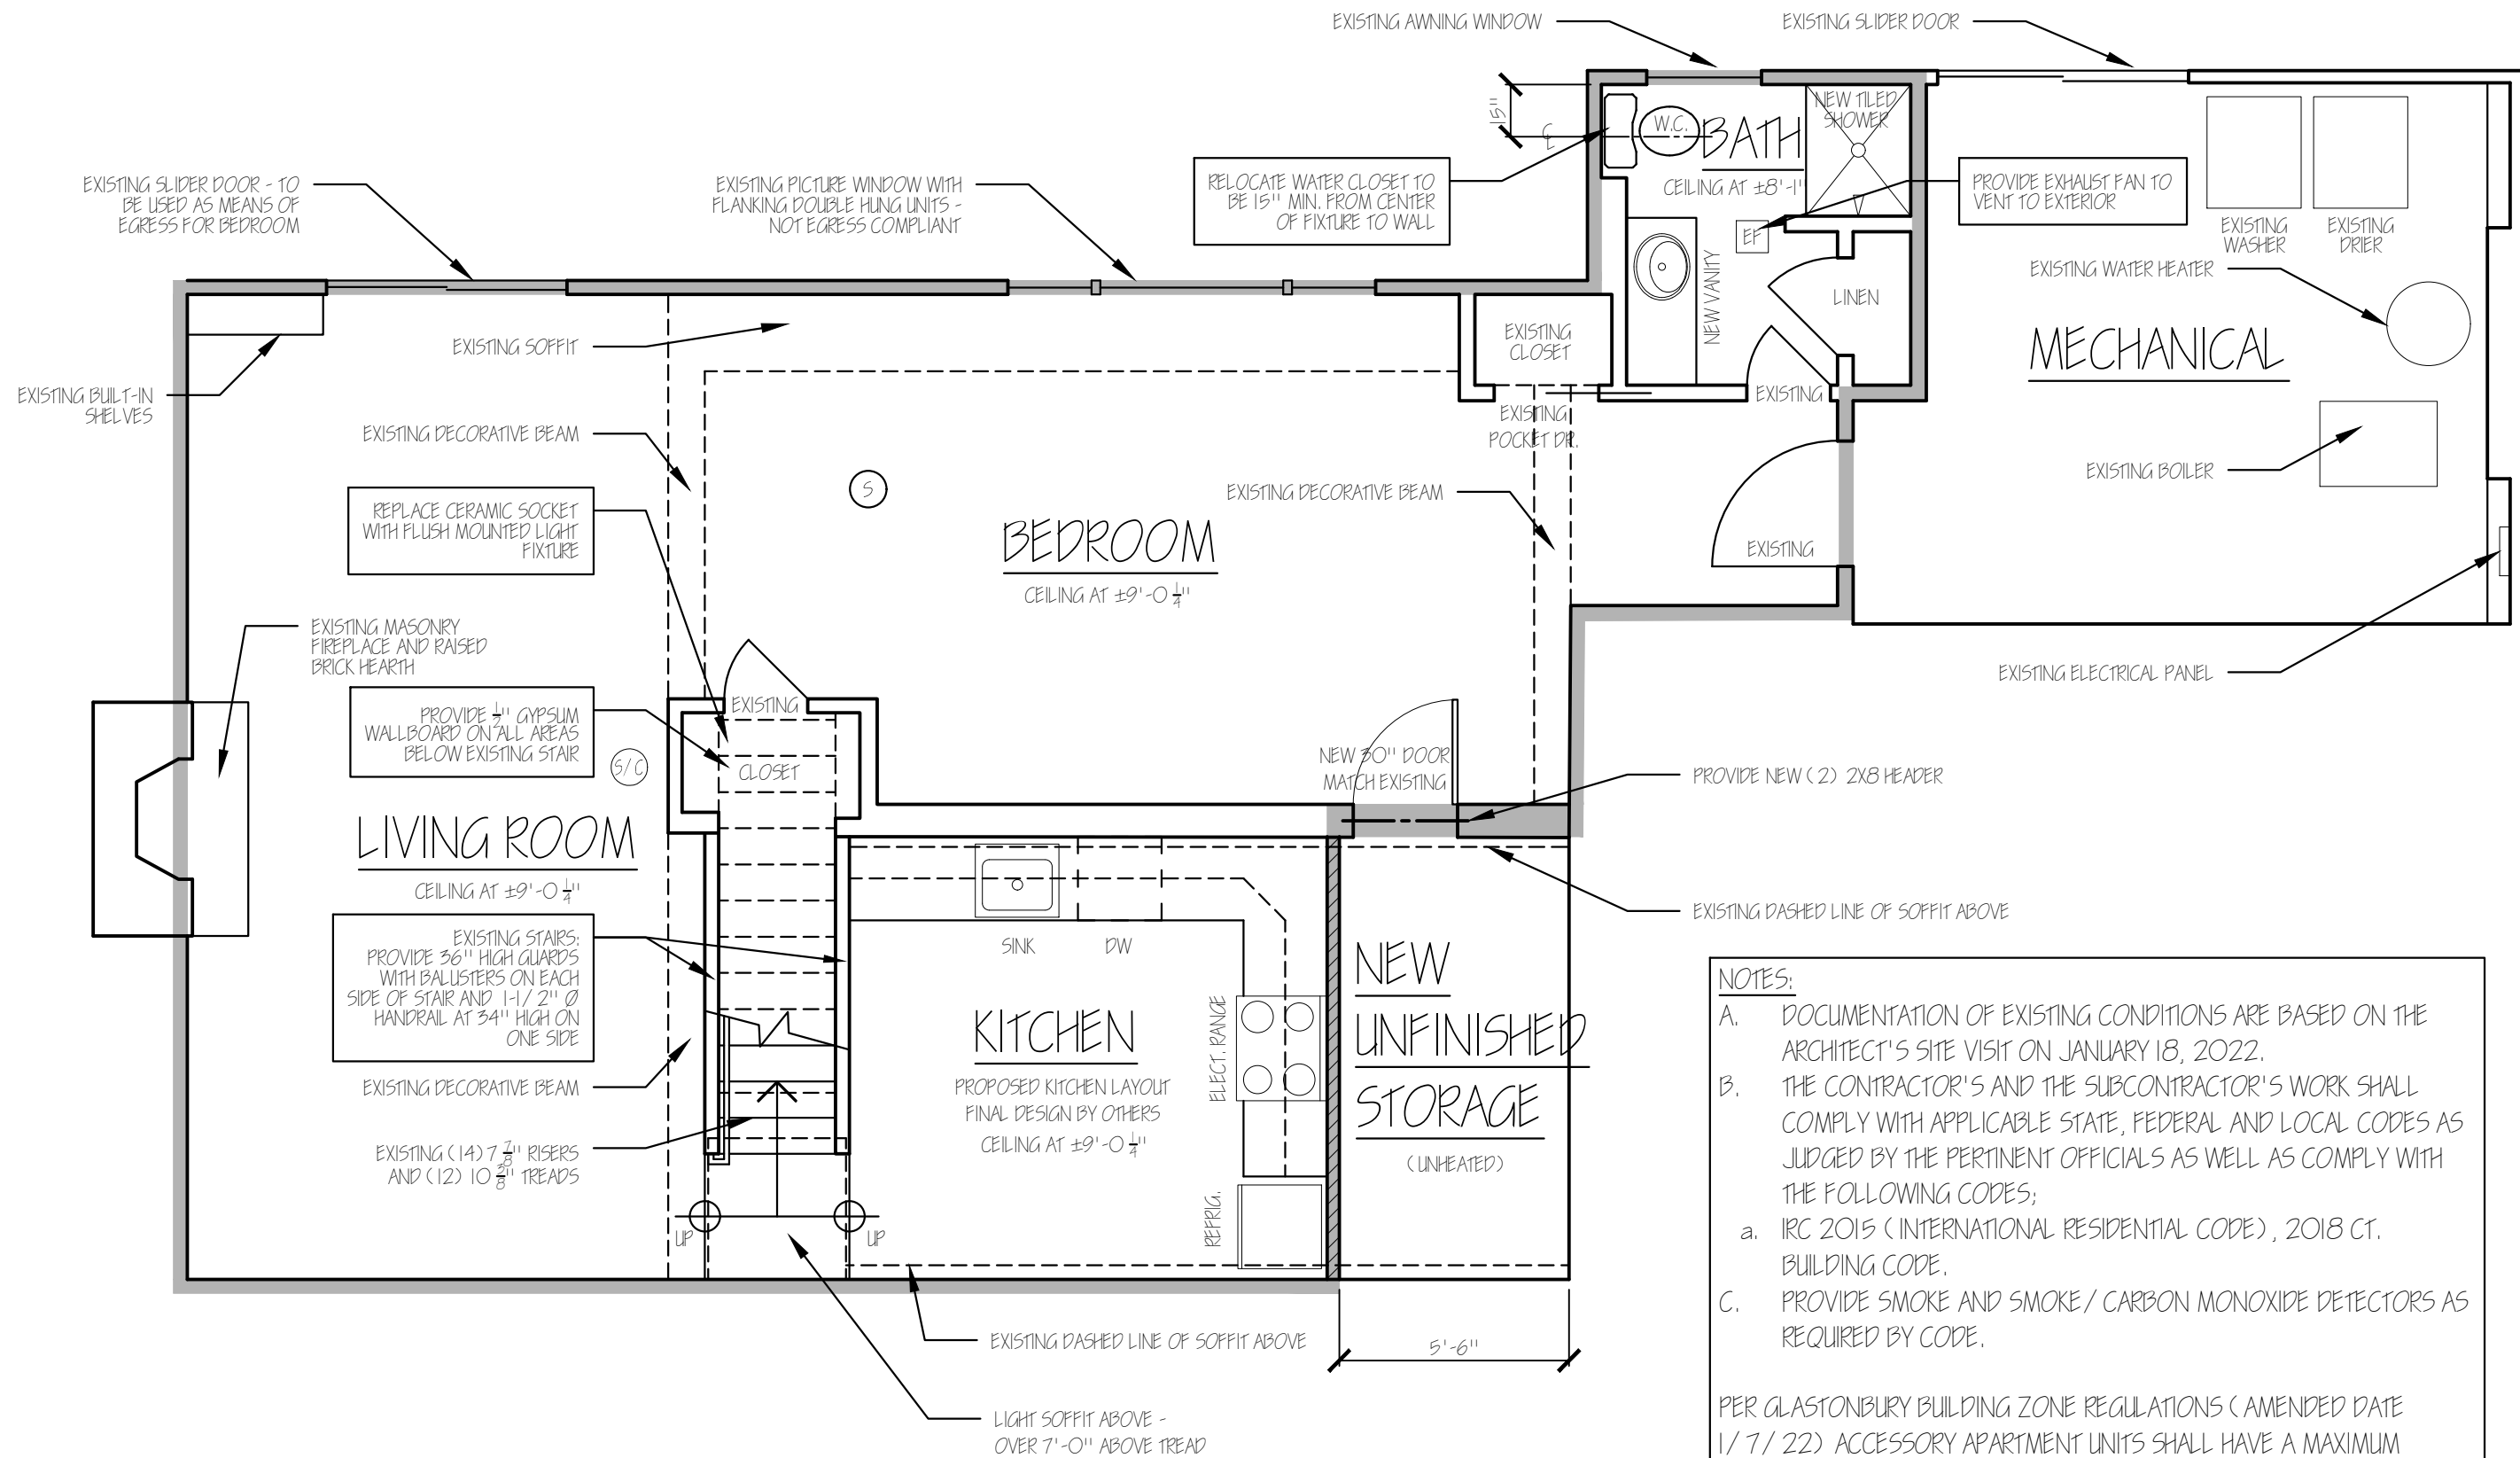 EXISTING AWNING WINDOW
EXISTING SLIDER DOOR
EXISTING SLIDER DOOR - TO
BE USED AS MEANS OF
EGRESS FOR BEDROOM
EXISTING PICTURE WINDOW WITH
FLANKING DOUBLE HUNG UNITS -
NOT EGRESS COMPLIANT
15"
℄
RELOCATE WATER CLOSET TO
BE 15" MIN. FROM CENTER
OF FIXTURE TO WALL
W.C.
BATH
CEILING AT ±8'-1"
NEW TILED
SHOWER
EF
PROVIDE EXHAUST FAN TO
VENT TO EXTERIOR
EXISTING
WASHER
EXISTING
DRIER
EXISTING WATER HEATER
NEW VANITY
LINEN
MECHANICAL
EXISTING SOFFIT
EXISTING
CLOSET
EXISTING BUILT-IN
SHELVES
EXISTING
EXISTING
POCKET DR.
EXISTING DECORATIVE BEAM
EXISTING BOILER
S
EXISTING DECORATIVE BEAM
REPLACE CERAMIC SOCKET
WITH FLUSH MOUNTED LIGHT
FIXTURE
BEDROOM
CEILING AT ±9'-0 1/4"
EXISTING
EXISTING MASONRY
FIREPLACE AND RAISED
BRICK HEARTH
EXISTING ELECTRICAL PANEL
EXISTING
PROVIDE 1/2" GYPSUM
WALLBOARD ON ALL AREAS
BELOW EXISTING STAIR
S/C
CLOSET
NEW 30" DOOR
MATCH EXISTING
PROVIDE NEW (2) 2X8 HEADER
LIVING ROOM
CEILING AT ±9'-0 1/4"
EXISTING DASHED LINE OF SOFFIT ABOVE
EXISTING STAIRS:
PROVIDE 36" HIGH GUARDS
WITH BALUSTERS ON EACH
SIDE OF STAIR AND 1-1/2" Ø
HANDRAIL AT 34" HIGH ON
ONE SIDE
SINK
DW
NEW
UNFINISHED
STORAGE
(UNHEATED)
ELECT. RANGE
KITCHEN
PROPOSED KITCHEN LAYOUT
FINAL DESIGN BY OTHERS
CEILING AT ±9'-0 1/4"
EXISTING DECORATIVE BEAM
EXISTING (14) 7 7/8" RISERS
AND (12) 10 3/8" TREADS
REFRIG.
UP
UP
EXISTING DASHED LINE OF SOFFIT ABOVE
5'-6"
LIGHT SOFFIT ABOVE -
OVER 7'-0" ABOVE TREAD
NOTES:
A. DOCUMENTATION OF EXISTING CONDITIONS ARE BASED ON THE
ARCHITECT'S SITE VISIT ON JANUARY 18, 2022.
B. THE CONTRACTOR'S AND THE SUBCONTRACTOR'S WORK SHALL
COMPLY WITH APPLICABLE STATE, FEDERAL AND LOCAL CODES AS
JUDGED BY THE PERTINENT OFFICIALS AS WELL AS COMPLY WITH
THE FOLLOWING CODES;
a. IRC 2015 (INTERNATIONAL RESIDENTIAL CODE), 2018 CT.
BUILDING CODE.
C. PROVIDE SMOKE AND SMOKE/CARBON MONOXIDE DETECTORS AS
REQUIRED BY CODE.
PER GLASTONBURY BUILDING ZONE REGULATIONS (AMENDED DATE
1/7/22) ACCESSORY APARTMENT UNITS SHALL HAVE A MAXIMUM